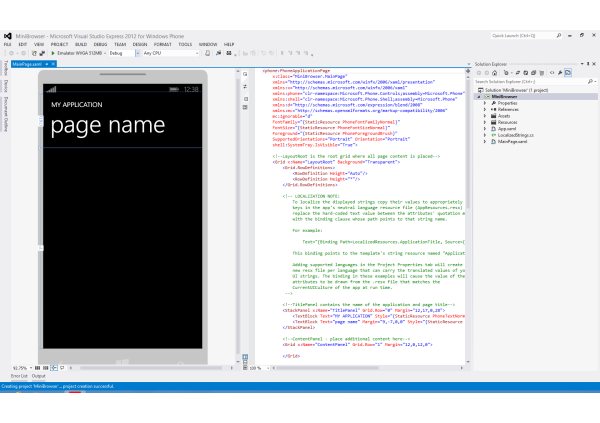 MiniBrowser - Microsoft Visual Studio Express 2012 for Windows Phone
Quick Launch (Ctrl+Q)
FILE EDIT VIEW PROJECT BUILD DEBUG TEAM DESIGN FORMAT TOOLS WINDOW HELP
Emulator WVGA 512MB Debug Any CPU
MainPage.xaml
Toolbox Device Document Outline
12:38
MY APPLICATION
page name
<phone:PhoneApplicationPage
x:Class="MiniBrowser.MainPage"
xmlns="http://schemas.microsoft.com/winfx/2006/xaml/presentation"
xmlns:x="http://schemas.microsoft.com/winfx/2006/xaml"
xmlns:phone="clr-namespace:Microsoft.Phone.Controls;assembly=Microsoft.Phone"
xmlns:shell="clr-namespace:Microsoft.Phone.Shell;assembly=Microsoft.Phone"
xmlns:d="http://schemas.microsoft.com/expression/blend/2008"
xmlns:mc="http://schemas.openxmlformats.org/markup-compatibility/2006"
mc:Ignorable="d"
FontFamily="{StaticResource PhoneFontFamilyNormal}"
FontSize="{StaticResource PhoneFontSizeNormal}"
Foreground="{StaticResource PhoneForegroundBrush}"
SupportedOrientations="Portrait" Orientation="Portrait"
shell:SystemTray.IsVisible="True">
<!--LayoutRoot is the root grid where all page content is placed-->
<Grid x:Name="LayoutRoot" Background="Transparent">
<Grid.RowDefinitions>
<RowDefinition Height="Auto"/>
<RowDefinition Height="*"/>
</Grid.RowDefinitions>
<!-- LOCALIZATION NOTE:
To localize the displayed strings copy their values to appropriately
keys in the app's neutral language resource file (AppResources.resx)
replace the hard-coded text value between the attributes' quotation m
with the binding clause whose path points to that string name.
For example:
Text="{Binding Path=LocalizedResources.ApplicationTitle, Source={
This binding points to the template's string resource named "Applicat
Adding supported languages in the Project Properties tab will create
new resx file per language that can carry the translated values of yo
UI strings. The binding in these examples will cause the value of the
attributes to be drawn from the .resx file that matches the
CurrentUICulture of the app at run time.
-->
<!--TitlePanel contains the name of the application and page title-->
<StackPanel x:Name="TitlePanel" Grid.Row="0" Margin="12,17,0,28">
<TextBlock Text="MY APPLICATION" Style="{StaticResource PhoneTextNorm
<TextBlock Text="page name" Margin="9,-7,0,0" Style="{StaticResource
</StackPanel>
<!--ContentPanel - place additional content here-->
<Grid x:Name="ContentPanel" Grid.Row="1" Margin="12,0,12,0">
</Grid>
Solution Explorer
Search Solution Explorer (Ctrl+;)
Solution 'MiniBrowser' (1 project)
MiniBrowser
Properties
References
Assets
Resources
App.xaml
LocalizedStrings.cs
MainPage.xaml
92.75%
100 %
Error List Output
Creating project 'MiniBrowser'... project creation successful.